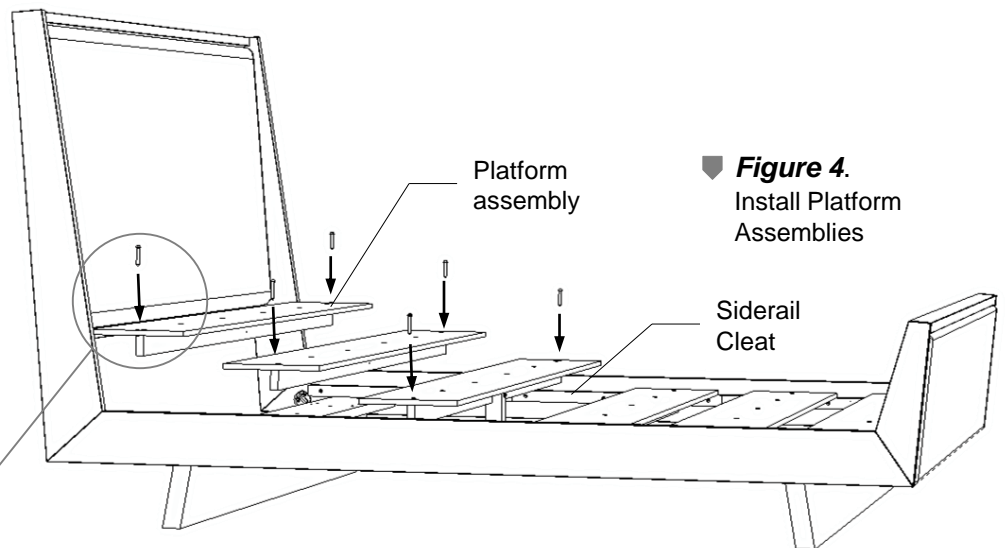 Platform
assembly
Figure 4.
Install Platform
Assemblies
Siderail
Cleat